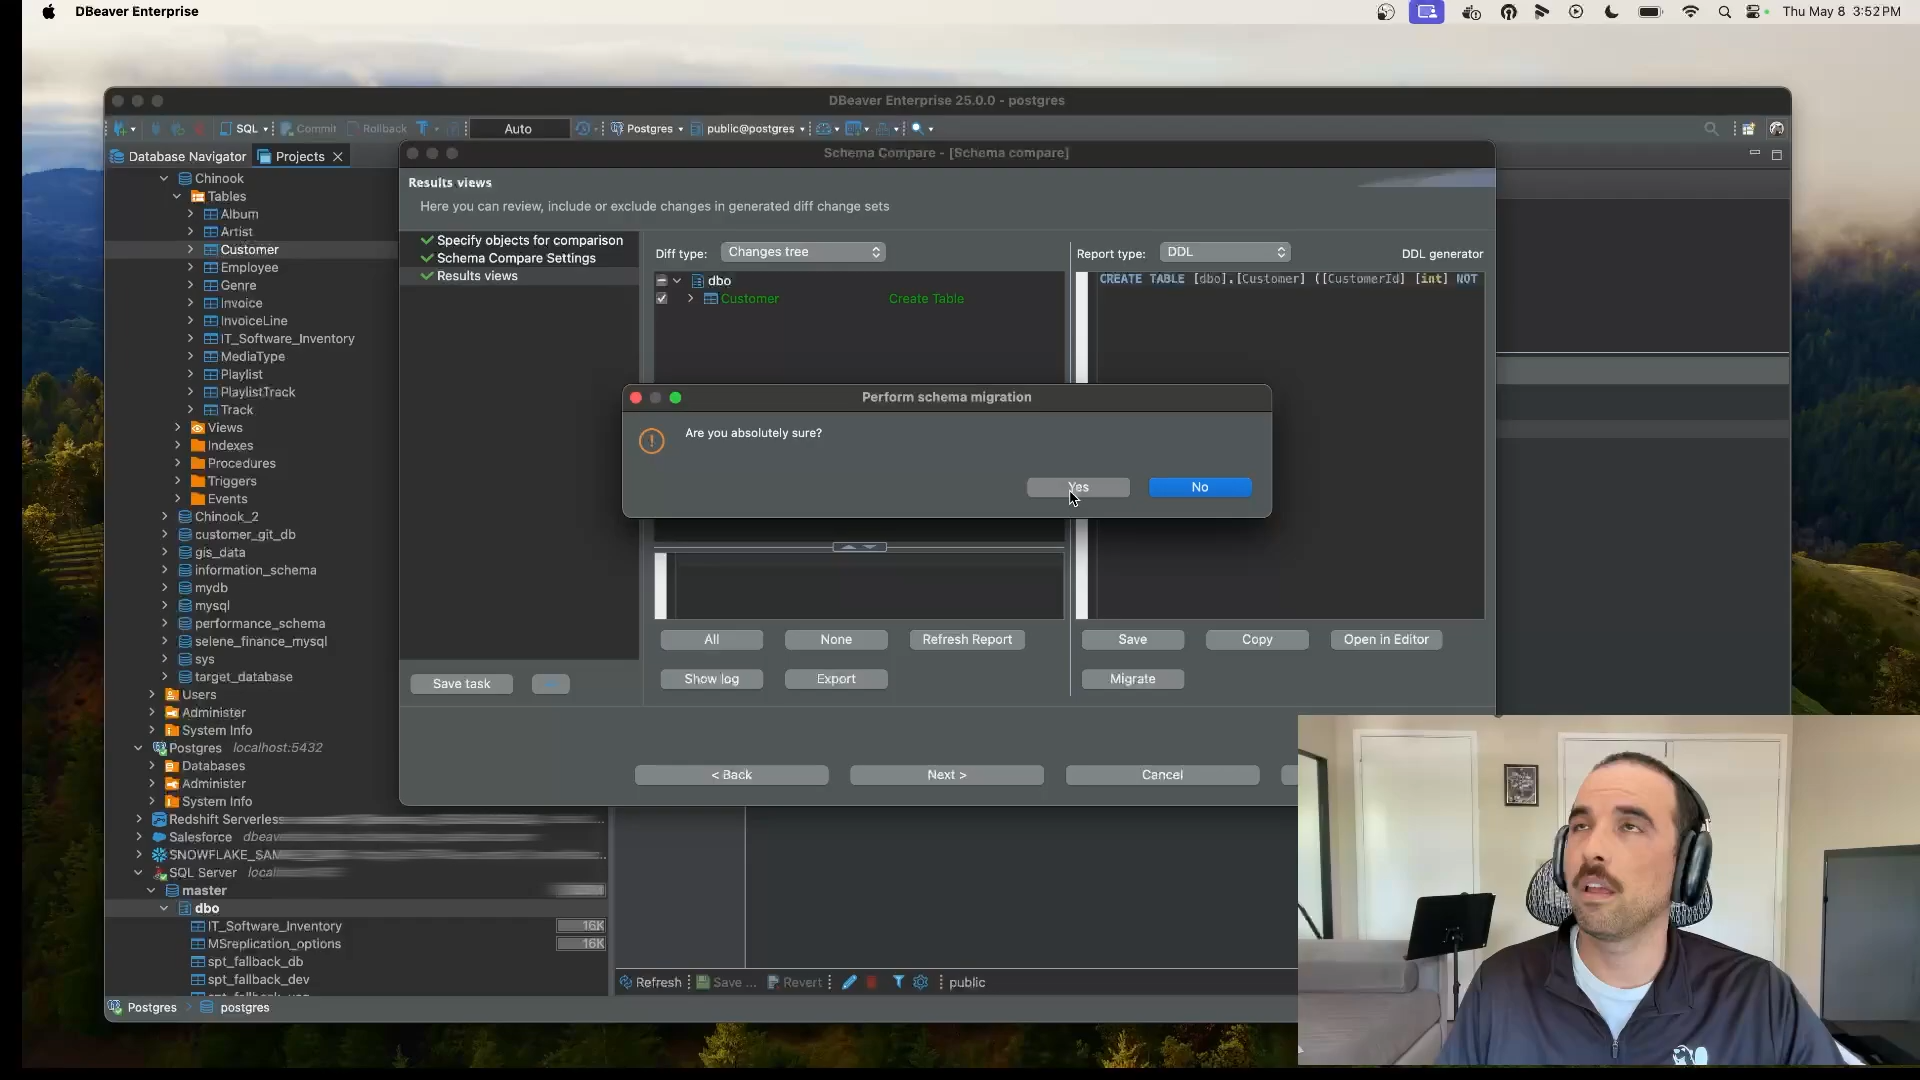 DBeaver Enterprise
Thu May 8 3:52 PM
DBeaver Enterprise 25.0.0 - postgres
SQL
Commit
Rollback
T
Auto
Postgres
public@postgres
Database Navigator
Projects
Chinook
Tables
Album
Artist
Customer
Employee
Genre
Invoice
InvoiceLine
IT_Software_Inventory
MediaType
Playlist
PlaylistTrack
Track
Views
Indexes
Procedures
Triggers
Events
Chinook_2
customer_git_db
gis_data
information_schema
mydb
mysql
performance_schema
selene_finance_mysql
sys
target_database
Users
Administer
System Info
Postgres localhost:5432
Databases
Administer
System Info
Redshift Serverless
Salesforce
SQL Server
master
dbo
IT_Software_Inventory 16K
MSreplication_options 16K
spt_fallback_db
spt_fallback_dev
Postgres
postgres
Schema Compare - [Schema compare]
Results views
Here you can review, include or exclude changes in generated diff change sets
Specify objects for comparison
Schema Compare Settings
Results views
Diff type:
Changes tree
dbo
Customer Create Table
Report type:
DDL
DDL generator
CREATE TABLE [dbo].[Customer] ([CustomerId] [int] NOT
Perform schema migration
Are you absolutely sure?
Yes
No
All
None
Refresh Report
Show log
Export
Save
Copy
Open in Editor
Migrate
Save task
< Back
Next >
Cancel
Refresh
Save ...
Revert
public